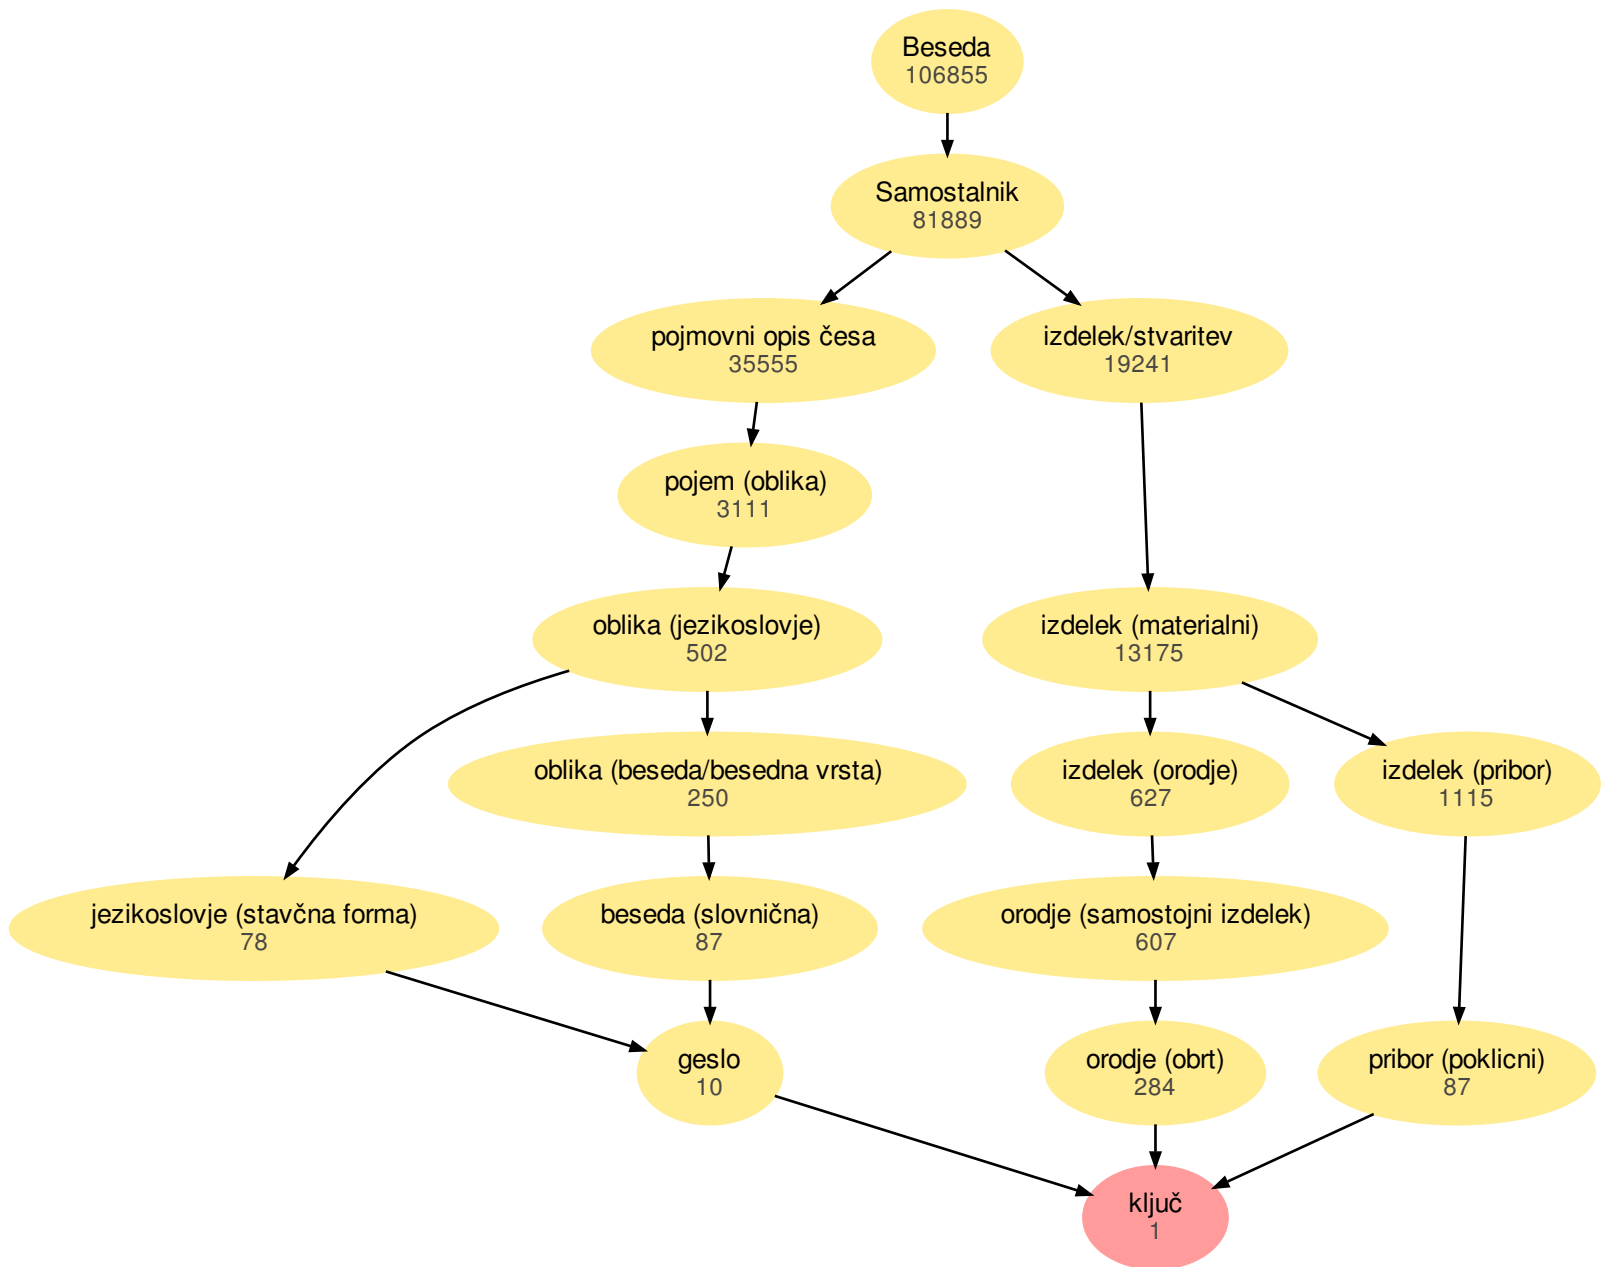 Beseda
106855
Samostalnik
81889
pojmovni opis česa
35555
izdelek/stvaritev
19241
pojem (oblika)
3111
oblika (jezikoslovje)
502
izdelek (materialni)
13175
oblika (beseda/besedna vrsta)
250
izdelek (orodje)
627
izdelek (pribor)
1115
jezikoslovje (stavčna forma)
78
beseda (slovnična)
87
orodje (samostojni izdelek)
607
geslo
10
orodje (obrt)
284
pribor (poklicni)
87
ključ
1